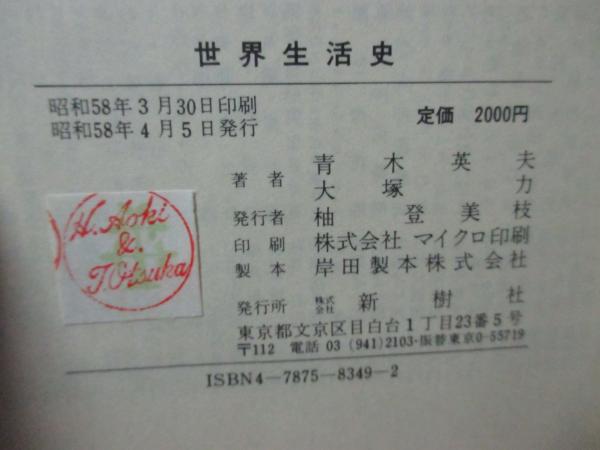 世界生活史
昭和58年3月30日印刷
昭和58年4月5日発行
定価 2000円
著者 青木英夫
大塚力
発行者 柚登美枝
印刷 株式会社 マイクロ印刷
製本 岸田製本株式会社
発行所 株式会社 新樹社
東京都文京区目白台1丁目23番5号
〒112 電話 03 (941) 2103・振替東京0-55719
ISBN4-7875-8349-2
H. Aoki
&.
T. Otsuka